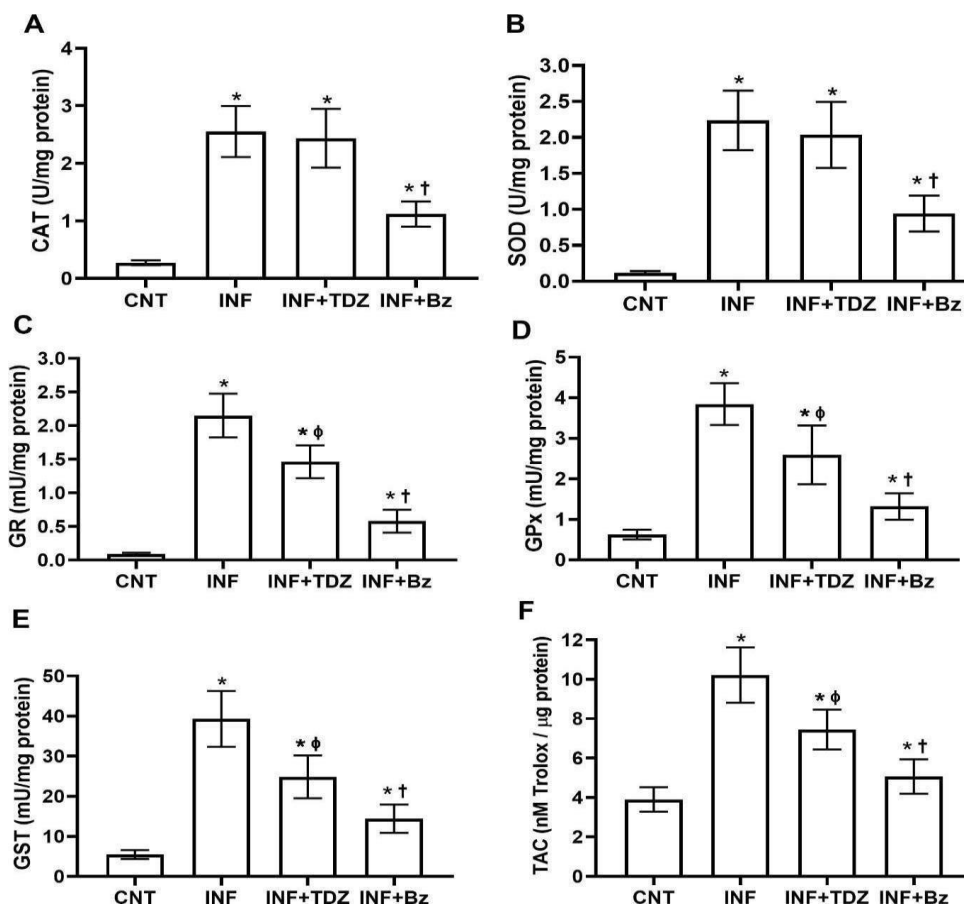 A
CAT (U/mg protein)
4
3
2
1
0
*
*
* †
CNT INF INF+TDZ INF+Bz
B
SOD (U/mg protein)
3.0
2.5
2.0
1.5
1.0
0.5
0.0
*
*
* †
CNT INF INF+TDZ INF+Bz
C
GR (mU/mg protein)
3.0
2.5
2.0
1.5
1.0
0.5
0.0
*
* ϕ
* †
CNT INF INF+TDZ INF+Bz
D
GPx (mU/mg protein)
5
4
3
2
1
0
*
* ϕ
* †
CNT INF INF+TDZ INF+Bz
E
GST (mU/mg protein)
50
40
30
20
10
0
*
* ϕ
* †
CNT INF INF+TDZ INF+Bz
F
TAC (nM Trolox / µg protein)
12
10
8
6
4
2
0
*
* ϕ
* †
CNT INF INF+TDZ INF+Bz